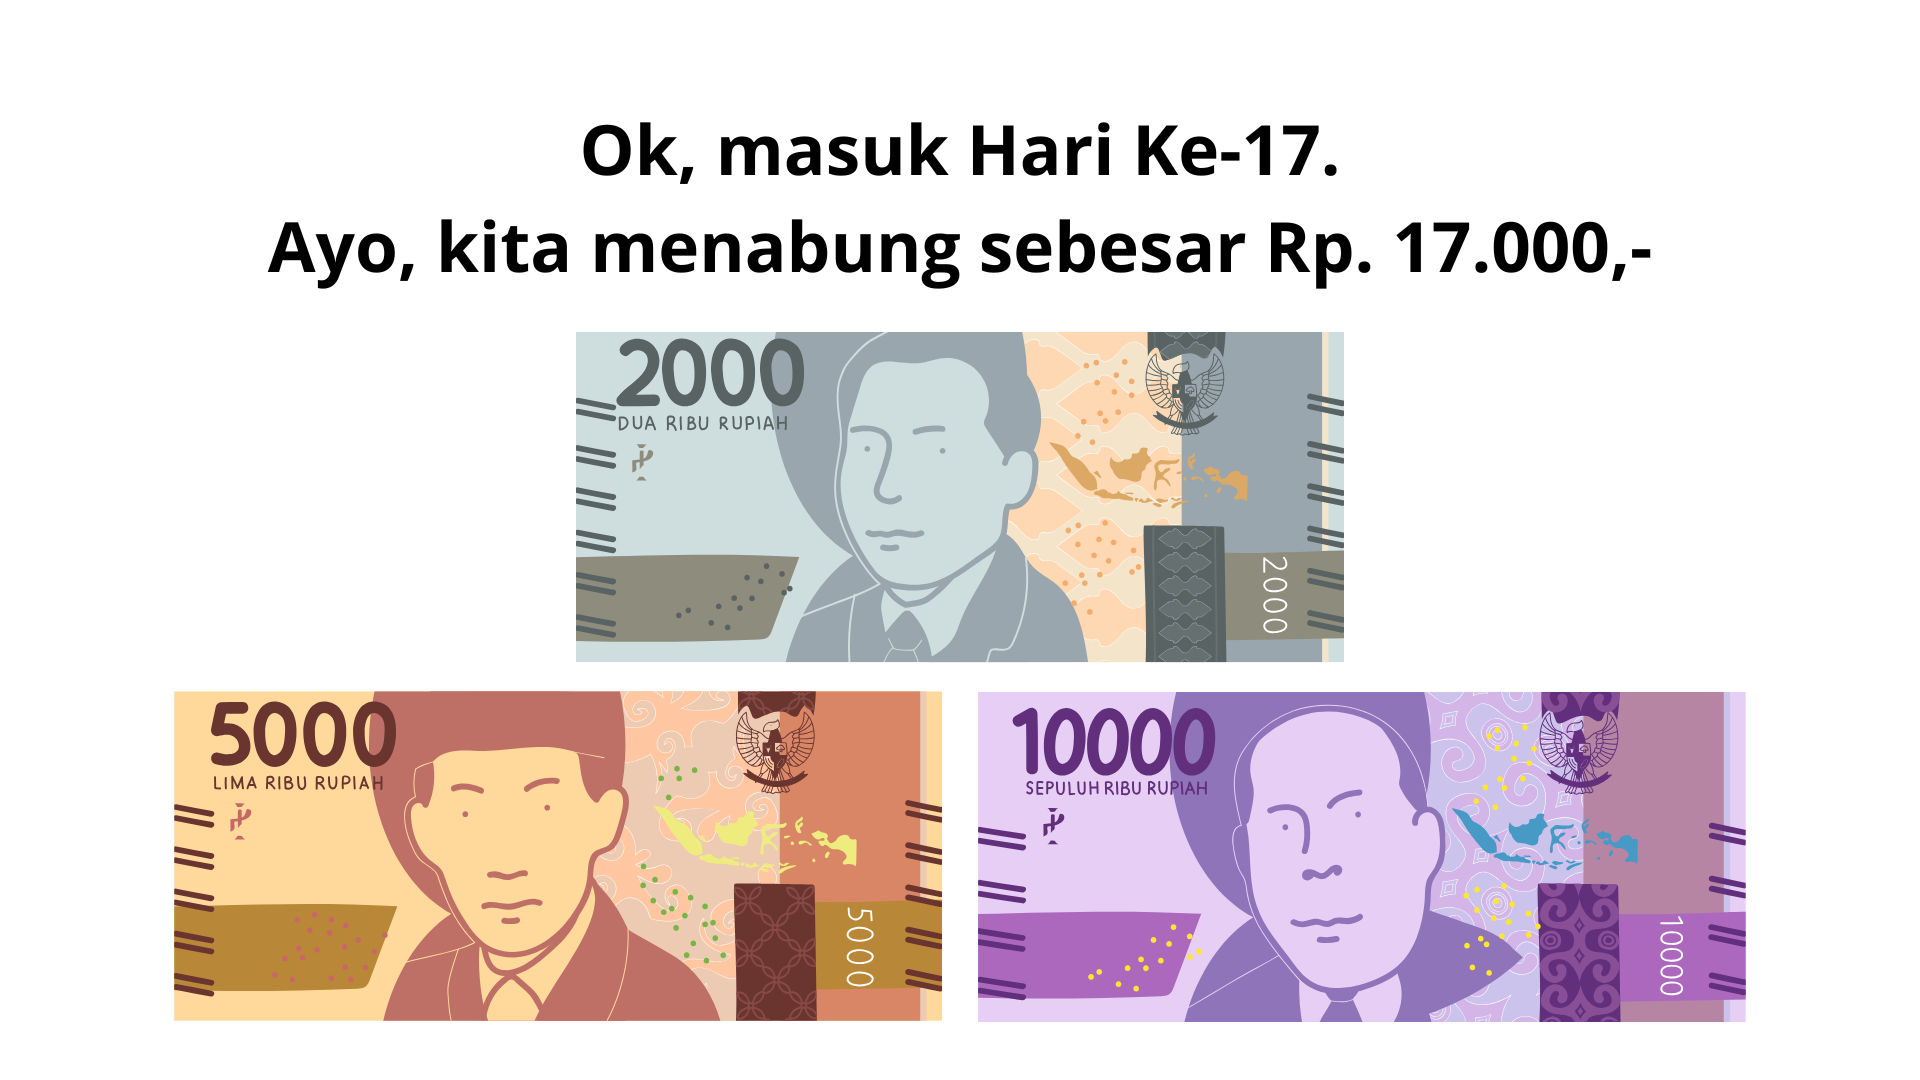 Ok, masuk Hari Ke-17.
Ayo, kita menabung sebesar Rp. 17.000,-
2000
DUA RIBU RUPIAH
2000
5000
LIMA RIBU RUPIAH
5000
10000
SEPULUH RIBU RUPIAH
10000